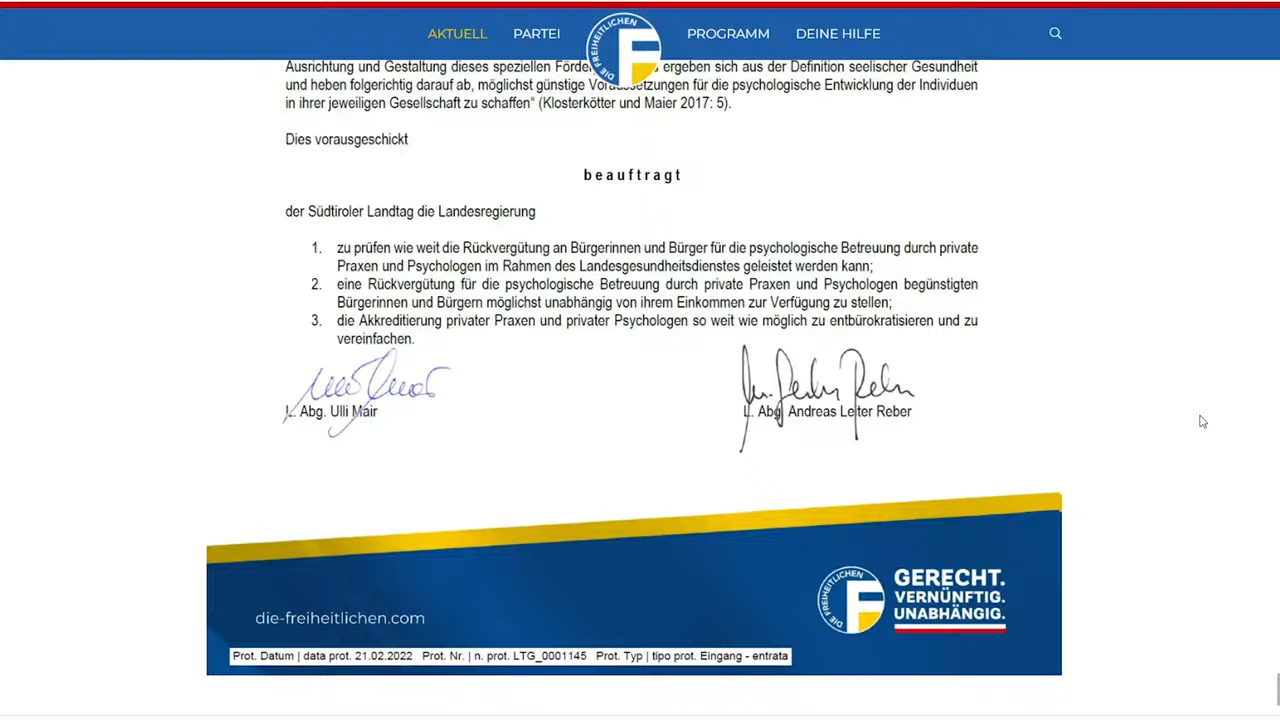 AKTUELL
PARTEI
DIE FREIHEITLICHEN
F
PROGRAMM
DEINE HILFE
Ausrichtung und Gestaltung dieses speziellen ergeben sich aus der Definition seelischer Gesundheit
und heben folgerichtig darauf ab, möglichst günstige Voraussetzungen für die psychologische Entwicklung der Individuen
in ihrer jeweiligen Gesellschaft zu schaffen“ (Klosterkötter und Maier 2017: 5).
Dies vorausgeschickt
beauftragt
der Südtiroler Landtag die Landesregierung
1. zu prüfen wie weit die Rückvergütung an Bürgerinnen und Bürger für die psychologische Betreuung durch private
Praxen und Psychologen im Rahmen des Landesgesundheitsdienstes geleistet werden kann;
2. eine Rückvergütung für die psychologische Betreuung durch private Praxen und Psychologen begünstigten
Bürgerinnen und Bürgern möglichst unabhängig von ihrem Einkommen zur Verfügung zu stellen;
3. die Akkreditierung privater Praxen und privater Psychologen so weit wie möglich zu entbürokratisieren und zu
vereinfachen.
L. Abg. Ulli Mair
L. Abg. Andreas Leiter Reber
DIE FREIHEITLICHEN
F
GERECHT.
VERNÜNFTIG.
UNABHÄNGIG.
die-freiheitlichen.com
Prot. Datum | data prot. 21.02.2022 Prot. Nr. | n. prot. LTG_0001145 Prot. Typ | tipo prot. Eingang - entrata